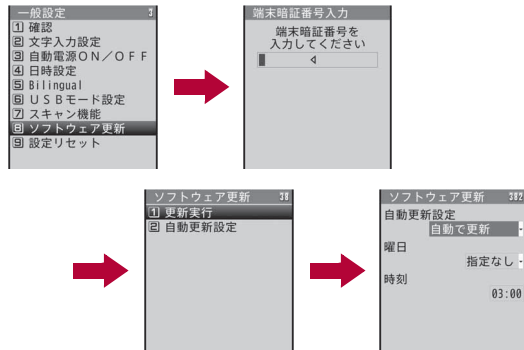 一般設定 3
1 確認
2 文字入力設定
3 自動電源ON/OFF
4 日時設定
5 Bilingual
6 USBモード設定
7 スキャン機能
8 ソフトウェア更新
9 設定リセット
端末暗証番号入力
端末暗証番号を
入力してください
ソフトウェア更新 38
1 更新実行
2 自動更新設定
ソフトウェア更新 382
自動更新設定
自動で更新
曜日
指定なし
時刻
03:00